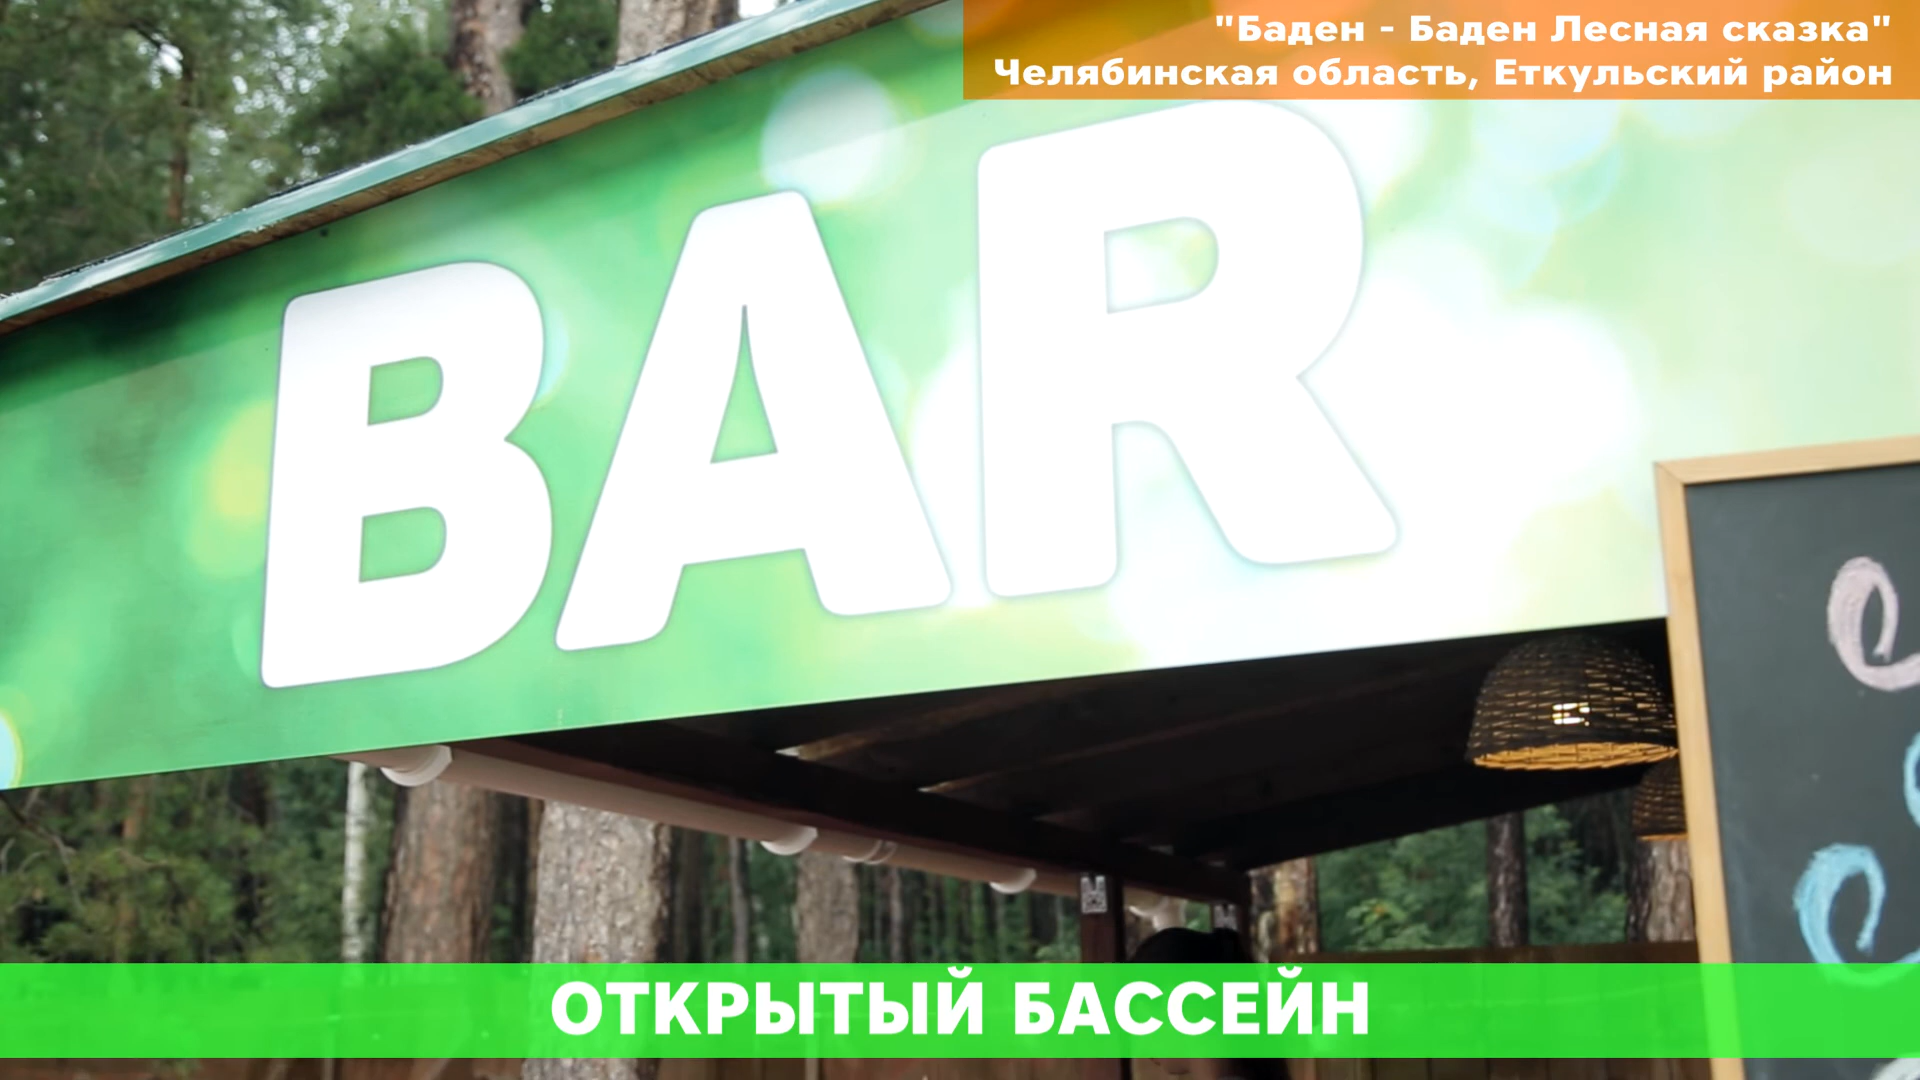 "Баден - Баден Лесная сказка"
Челябинская область, Еткульский район
BAR
ОТКРЫТЫЙ БАССЕЙН